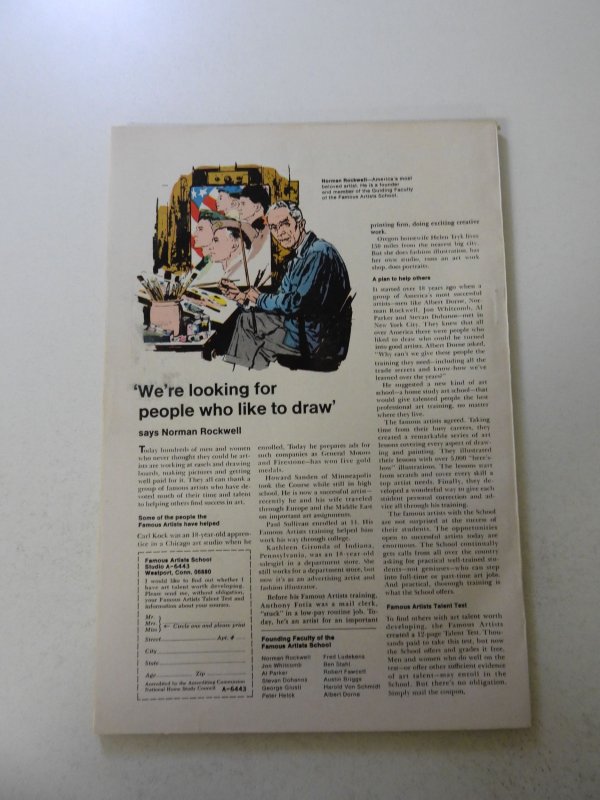 Norman Rockwell—America's most
beloved artist. He is a founder
and member of the Guiding Faculty
of the Famous Artists School.
'We're looking for
people who like to draw'
says Norman Rockwell
Today hundreds of men and women
who never thought they could be art-
ists are working at easels and drawing
boards, making pictures and getting
well paid for it. They all can thank a
group of famous artists who have de-
voted much of their time and talent
to helping others find success in art.
Some of the people the
Famous Artists have helped
Carl Kock was an 18-year-old appren-
tice in a Chicago art studio when he
Famous Artists School
Studio A-6443
Westport, Conn. 06880
I would like to find out whether I
have art talent worth developing.
Please send me, without obligation,
your Famous Artists Talent Test and
information about your courses.
Mr.
Mrs.
Miss
Circle one and please print
Street Apt. #
City
State
Age Zip
Accredited by the Accrediting Commission
National Home Study Council A-6443
enrolled. Today he prepares ads for
such companies as General Motors
and Firestone—has won five gold
medals.
Howard Sanden of Minneapolis
took the Course while still in high
school. He is now a successful artist—
recently he and his wife traveled
through Europe and the Middle East
on important art assignments.
Paul Sullivan enrolled at 31. His
Famous Artists training helped him
work his way through college.
Kathleen Gironda of Indiana,
Pennsylvania, was an 18-year-old
salesgirl in a department store. She
still works for a department store, but
now it's as an advertising artist and
fashion illustrator.
Before his Famous Artists training,
Anthony Fotia was a mail clerk,
"stuck" in a low-pay routine job. To-
day, he's an artist for an important
Founding Faculty of the
Famous Artists School
Norman Rockwell
Jon Whitcomb
Al Parker
Stevan Dohanos
George Giusti
Peter Helck
Fred Ludekens
Ben Stahl
Robert Fawcett
Austin Briggs
Harold Von Schmidt
Albert Dorne
printing firm, doing exciting creative
work.
Oregon housewife Helen Teyk lives
150 miles from the nearest big city.
But she does fashion illustration, has
her own studio, runs an art work
shop, does portraits.
A plan to help others
It started over 18 years ago when a
group of America's most successful
artists—men like Albert Dorne, Nor-
man Rockwell, Jon Whitcomb, Al
Parker and Stevan Dohanos—met in
New York City. They knew that all
over America there were people who
liked to draw who could be turned
into good artists. Albert Dorne asked,
"Why can't we give these people the
training they need—including all the
trade secrets and know-how we've
learned over the years?"
He suggested a new kind of art
school—a home study art school—that
would give talented people the best
professional art training, no matter
where they live.
The famous artists agreed. Taking
time from their busy careers, they
created a remarkable series of art
lessons covering every aspect of draw-
ing and painting. They illustrated
their lessons with over 5,000 "here's-
how" illustrations. The lessons start
from scratch and cover every skill a
top artist needs. Finally, they de-
veloped a wonderful way to give each
student personal correction and ad-
vice all through his training.
The famous artists with the School
are not surprised at the success of
their students. The opportunities
open to successful artists today are
enormous. The School continually
gets calls from all over the country
asking for practical well-trained stu-
dents—not geniuses—who can step
into full-time or part-time art jobs.
And practical, thorough training is
what the School offers.
Famous Artists Talent Test
To find others with art talent worth
developing, the Famous Artists
created a 12-page Talent Test. Thou-
sands paid to take this test, but now
the School offers and grades it free.
Men and women who do well on the
test—or offer other sufficient evidence
of art talent—may enroll in the
School. But there's no obligation.
Simply mail the coupon.